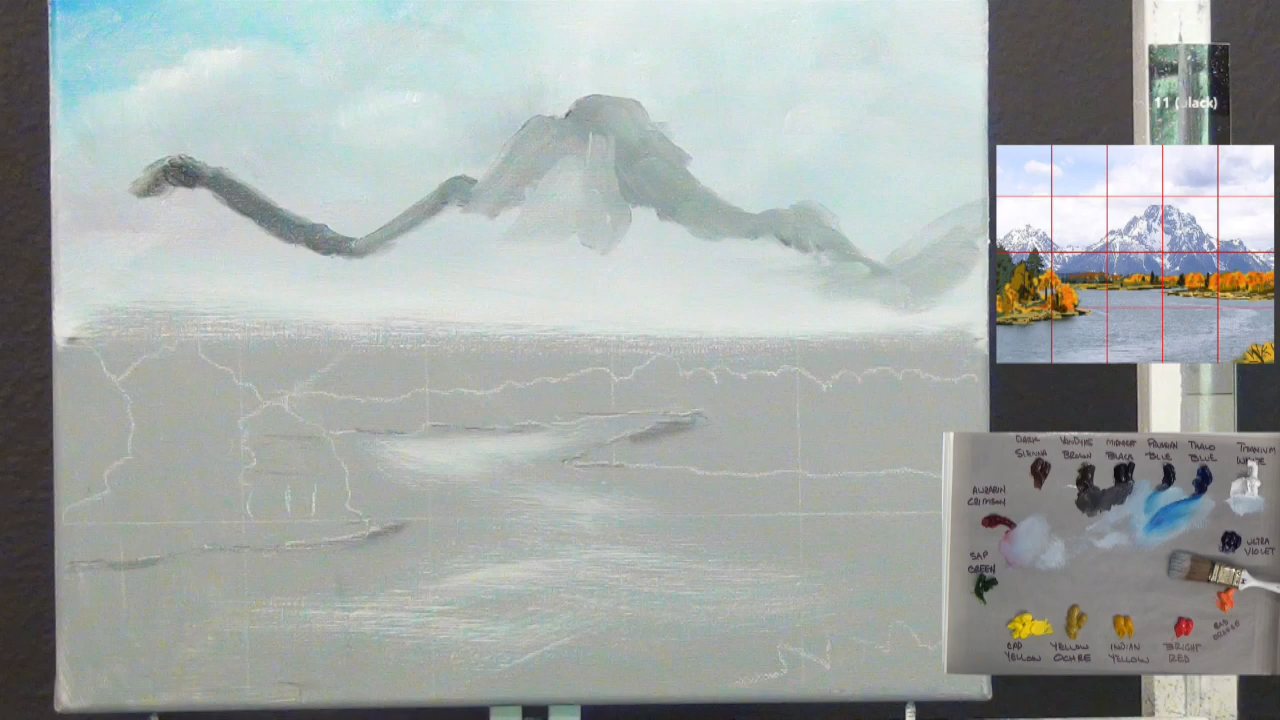 11 (black)
DARK
SIENNA
VANDYKE
BROWN
MIDNIGHT
BLACK
PRUSSIAN
BLUE
THALO
BLUE
TITANIUM
WHITE
ALIZARIN
CRIMSON
ULTRA
VIOLET
SAP
GREEN
CAD
YELLOW
YELLOW
OCHRE
INDIAN
YELLOW
BRIGHT
RED
CAD
ORANGE